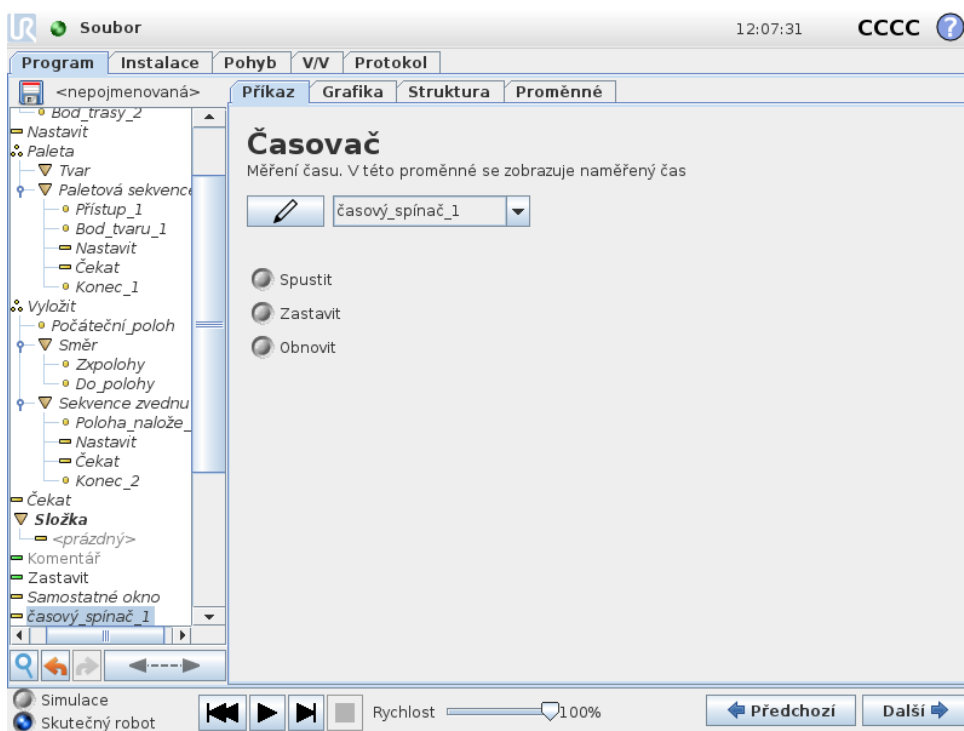 UR Soubor 12:07:31 CCCC ?
Program Instalace Pohyb V/V Protokol
<nepojmenovaná> Příkaz Grafika Struktura Proměnné
Bod_trasy_2
Nastavit
Paleta
Tvar
Paletová sekvence
Přístup_1
Bod_tvaru_1
Nastavit
Čekat
Konec_1
Vyložit
Počáteční_poloh
Směr
Zxpolohy
Do_polohy
Sekvence zvednu
Poloha_nalože_
Nastavit
Čekat
Konec_2
Čekat
Složka
<prázdný>
Komentář
Zastavit
Samostatné okno
časový_spínač_1
Časovač
Měření času. V této proměnné se zobrazuje naměřený čas
časový_spínač_1
Spustit
Zastavit
Obnovit
Simulace
Skutečný robot
Rychlost 100%
Předchozí Další